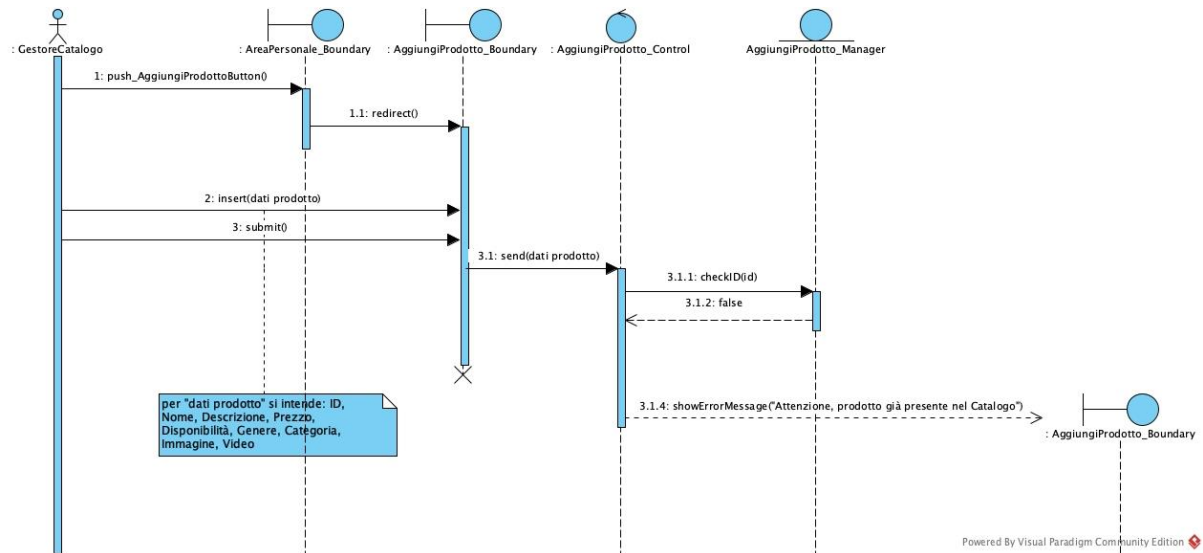 : GestoreCatalogo
: AreaPersonale_Boundary
: AggiungiProdotto_Boundary
: AggiungiProdotto_Control
AggiungiProdotto_Manager
1: push_AggiungiProdottoButton()
1.1: redirect()
2: insert(dati prodotto)
3: submit()
3.1: send(dati prodotto)
3.1.1: checkID(id)
3.1.2: false
per "dati prodotto" si intende: ID,
Nome, Descrizione, Prezzo,
Disponibilità, Genere, Categoria,
Immagine, Video
3.1.4: showErrorMessage("Attenzione, prodotto già presente nel Catalogo")
: AggiungiProdotto_Boundary
Powered By Visual Paradigm Community Edition